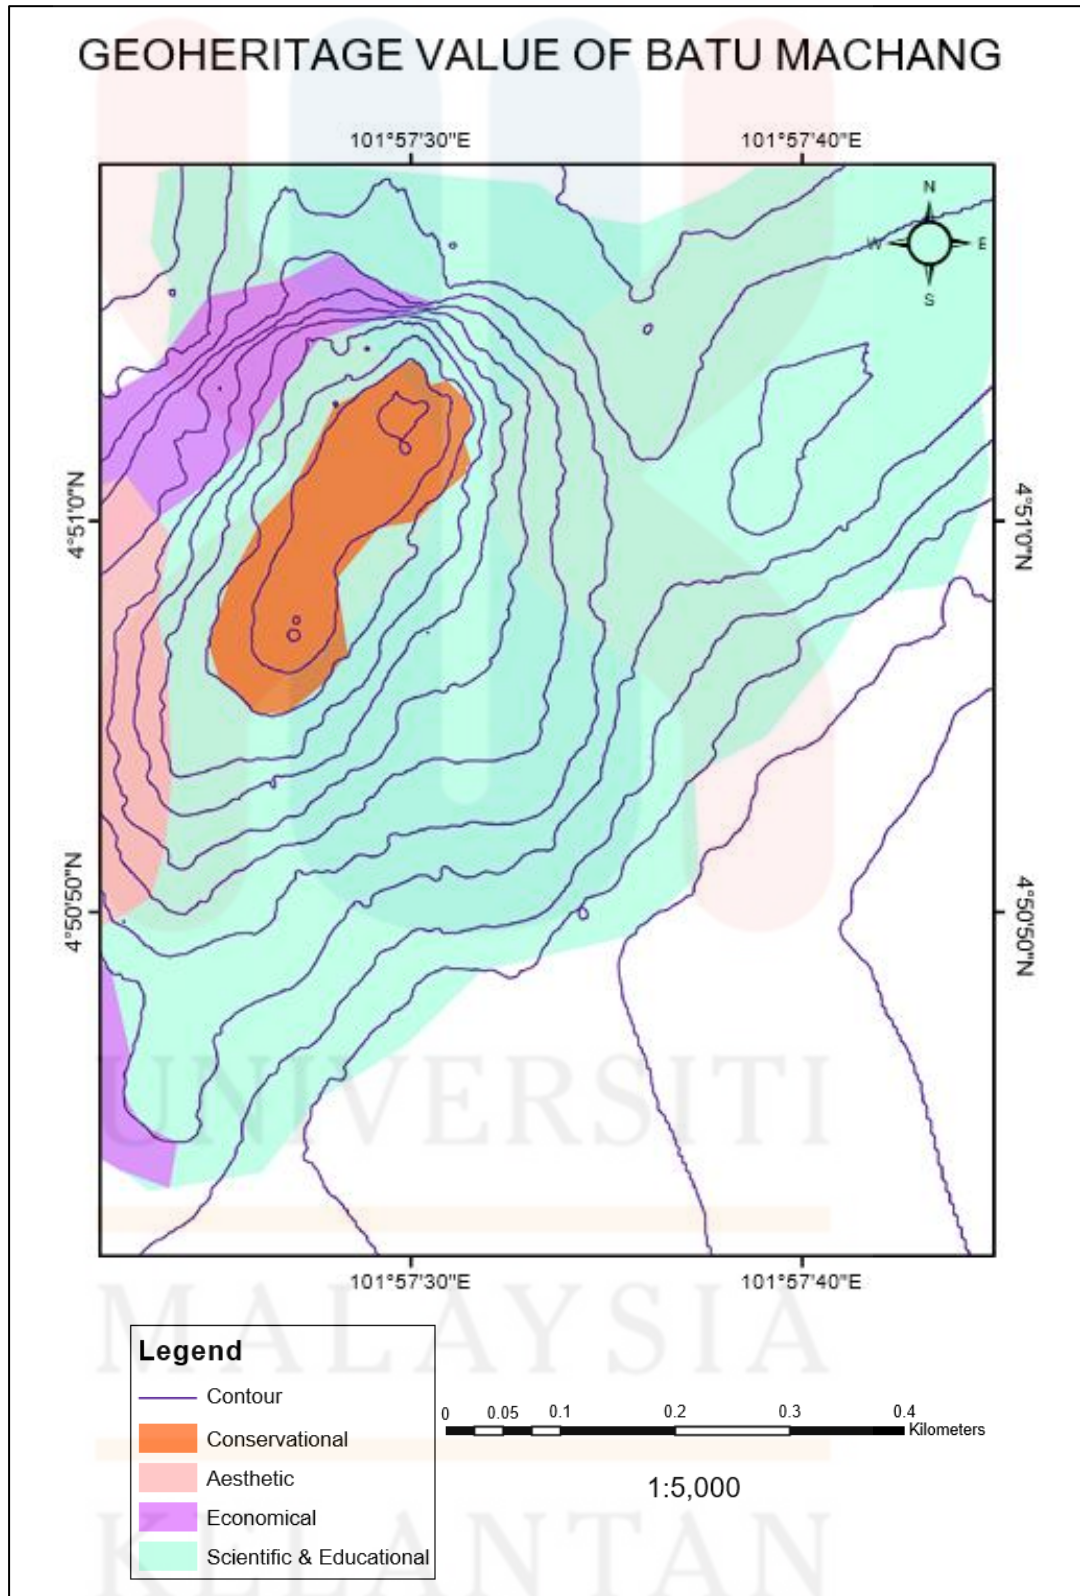 GEOHERITAGE VALUE OF BATU MACHANG
101°57'30"E 101°57'40"E
N
W E
S
4°51'0"N 4°51'0"N
4°50'50"N 4°50'50"N
UNIVERSITI
101°57'30"E 101°57'40"E
MALAYSIA
Legend
Contour
Conservational
Aesthetic
Economical
Scientific & Educational
0 0.05 0.1 0.2 0.3 0.4
Kilometers
1:5,000
KELANTAN